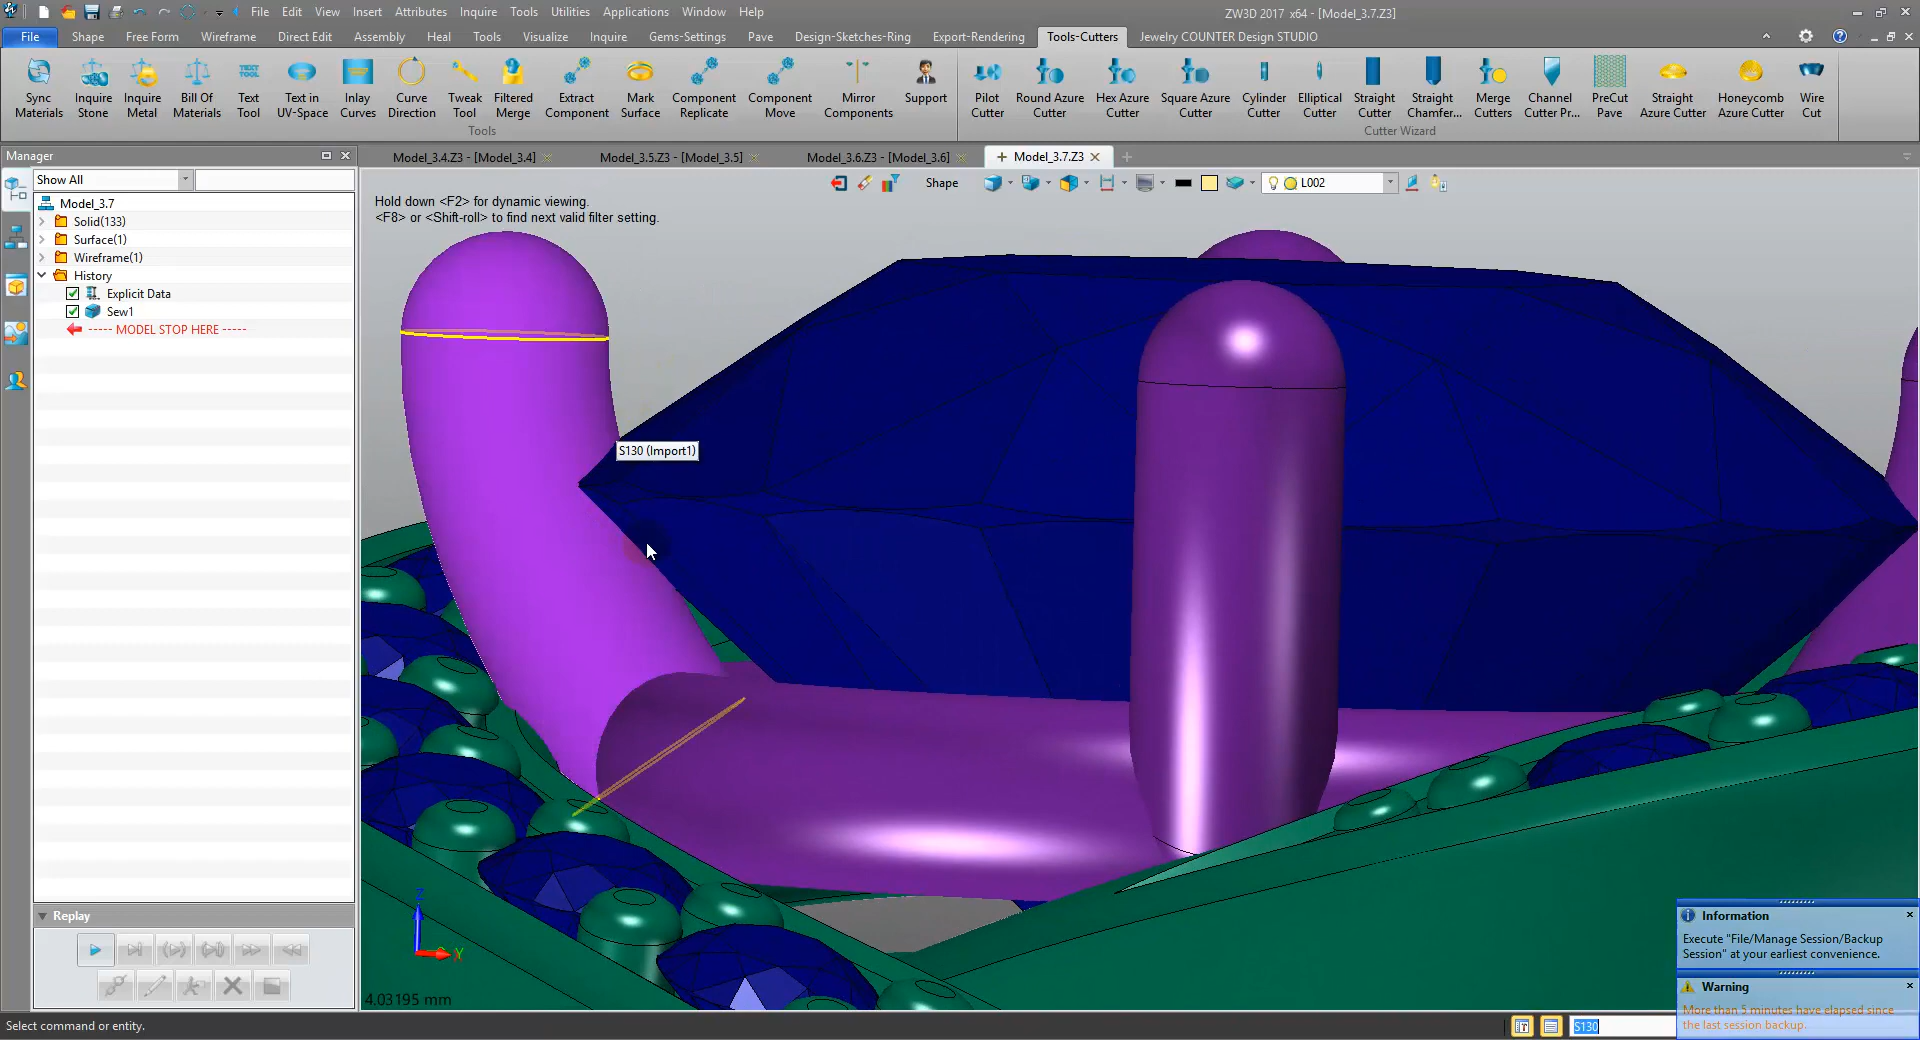 File Edit View Insert Attributes Inquire Tools Utilities Applications Window Help
ZW3D 2017 x64 - [Model_3.7.Z3]
File Shape Free Form Wireframe Direct Edit Assembly Heal Tools Visualize Inquire Gems-Settings Pave Design-Sketches-Ring Export-Rendering Tools-Cutters Jewelry COUNTER Design STUDIO
Sync Materials
Inquire Stone
Inquire Metal
Bill Of Materials
TEXT TOOL
Text Tool
Text in UV-Space
Inlay Curves
Curve Direction
Tweak Tool
Filtered Merge
Extract Component
Mark Surface
Component Replicate
Component Move
Mirror Components
Support
Pilot Cutter
Round Azure Cutter
Hex Azure Cutter
Square Azure Cutter
Cylinder Cutter
Elliptical Cutter
Straight Cutter
Straight Chamfer...
Merge Cutters
Channel Cutter Pr...
PreCut Pave
Straight Azure Cutter
Honeycomb Azure Cutter
Wire Cut
Tools
Cutter Wizard
Manager
Model_3.4.Z3 - [Model_3.4]
Model_3.5.Z3 - [Model_3.5]
Model_3.6.Z3 - [Model_3.6]
Model_3.7.Z3
Show All
Shape
L002
Hold down <F2> for dynamic viewing.
<F8> or <Shift-roll> to find next valid filter setting.
Model_3.7
Solid(133)
Surface(1)
Wireframe(1)
History
Explicit Data
Sew1
----- MODEL STOP HERE -----
S130 (Import1)
Replay
Z
Y
4.03195 mm
Information
Execute "File/Manage Session/Backup
Session" at your earliest convenience.
Warning
More than 5 minutes have elapsed since
the last session backup.
Select command or entity.
S130